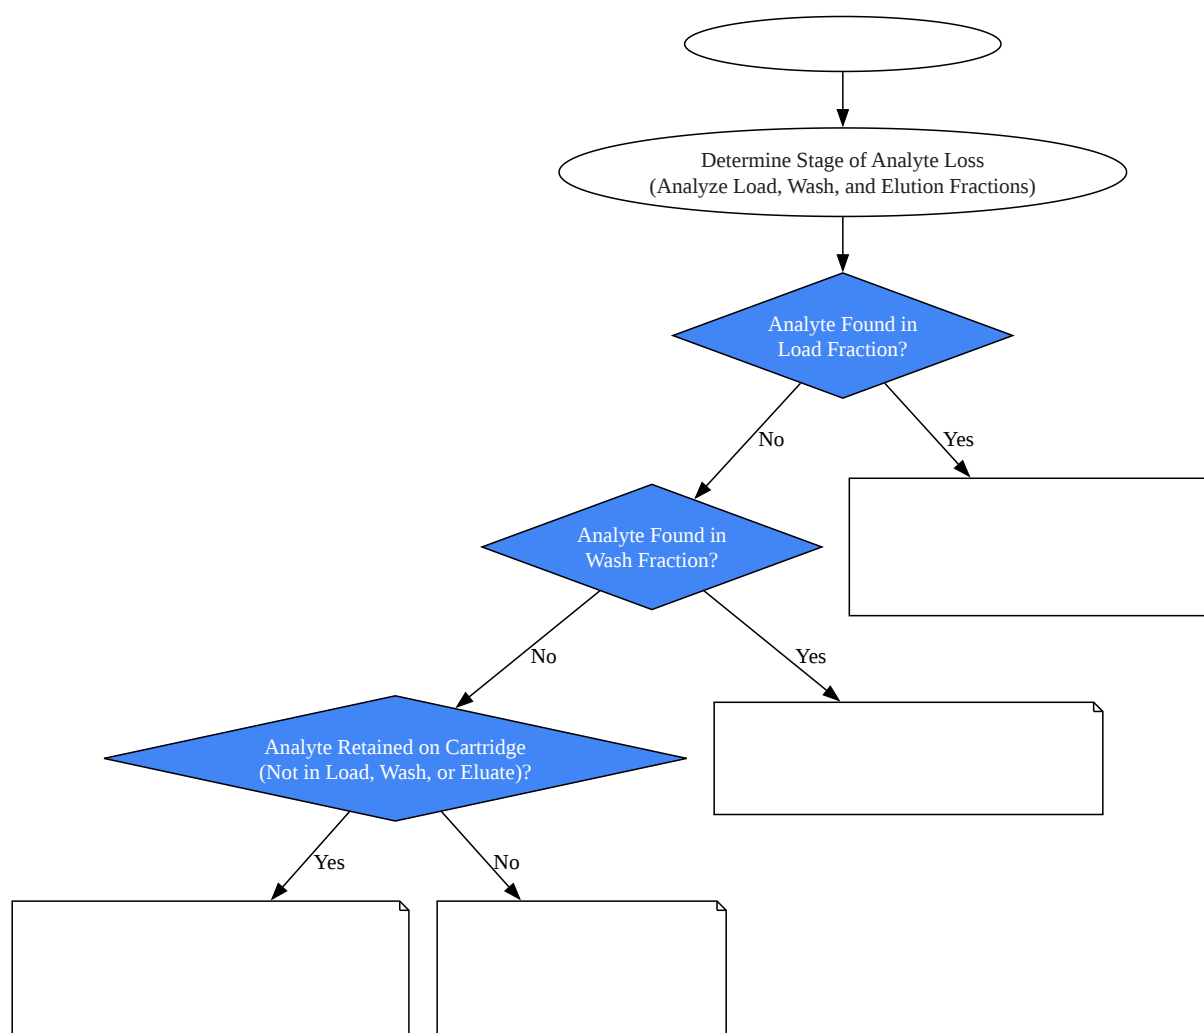 Determine Stage of Analyte Loss
(Analyze Load, Wash, and Elution Fractions)
Analyte Found in
Load Fraction?
No
Yes
Analyte Found in
Wash Fraction?
No
Yes
Analyte Retained on Cartridge
(Not in Load, Wash, or Eluate)?
Yes
No